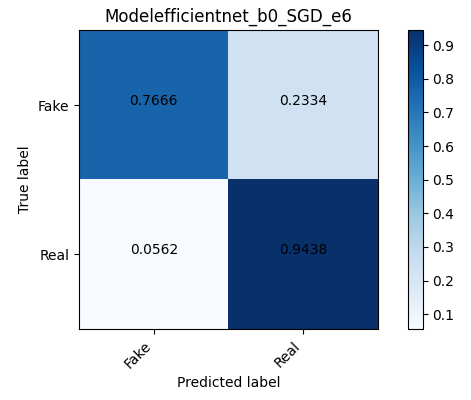 Modelefficientnet_b0_SGD_e6
True label
Fake
0.7666
0.2334
Real
0.0562
0.9438
Fake
Real
Predicted label
0.9
0.8
0.7
0.6
0.5
0.4
0.3
0.2
0.1